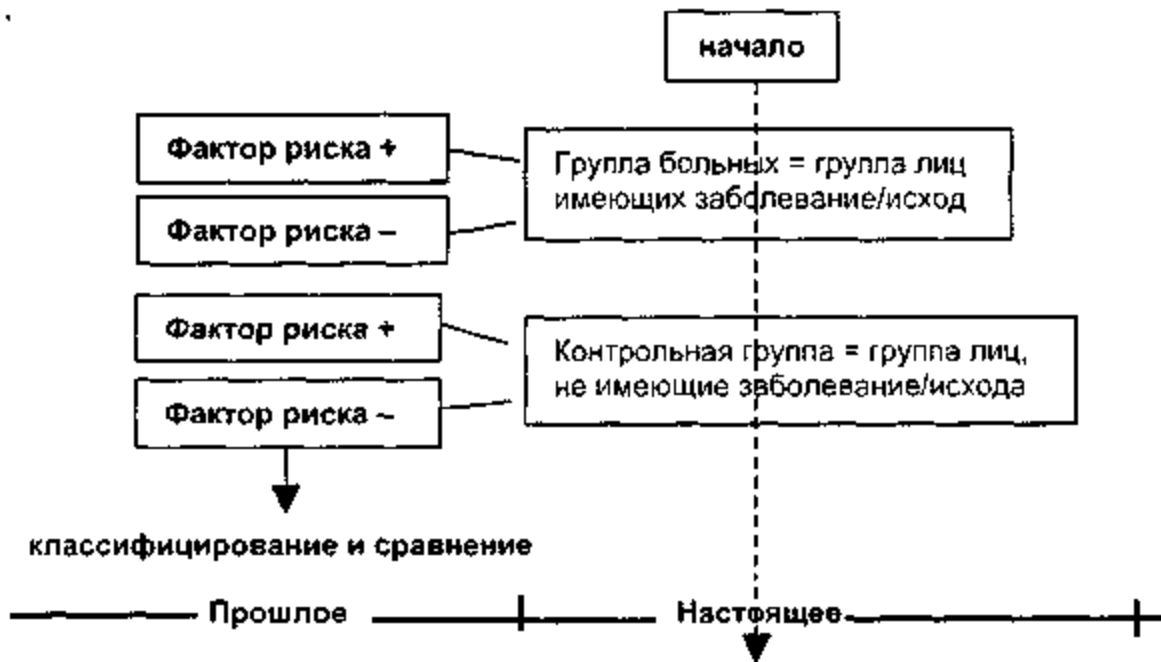 начало
Фактор риска +
Группа больных = группа лиц
имеющих заболевание/исход
Фактор риска –
Фактор риска +
Контрольная группа = группа лиц,
не имеющие заболевание/исхода
Фактор риска –
классифицирование и сравнение
Прошлое
Настоящее